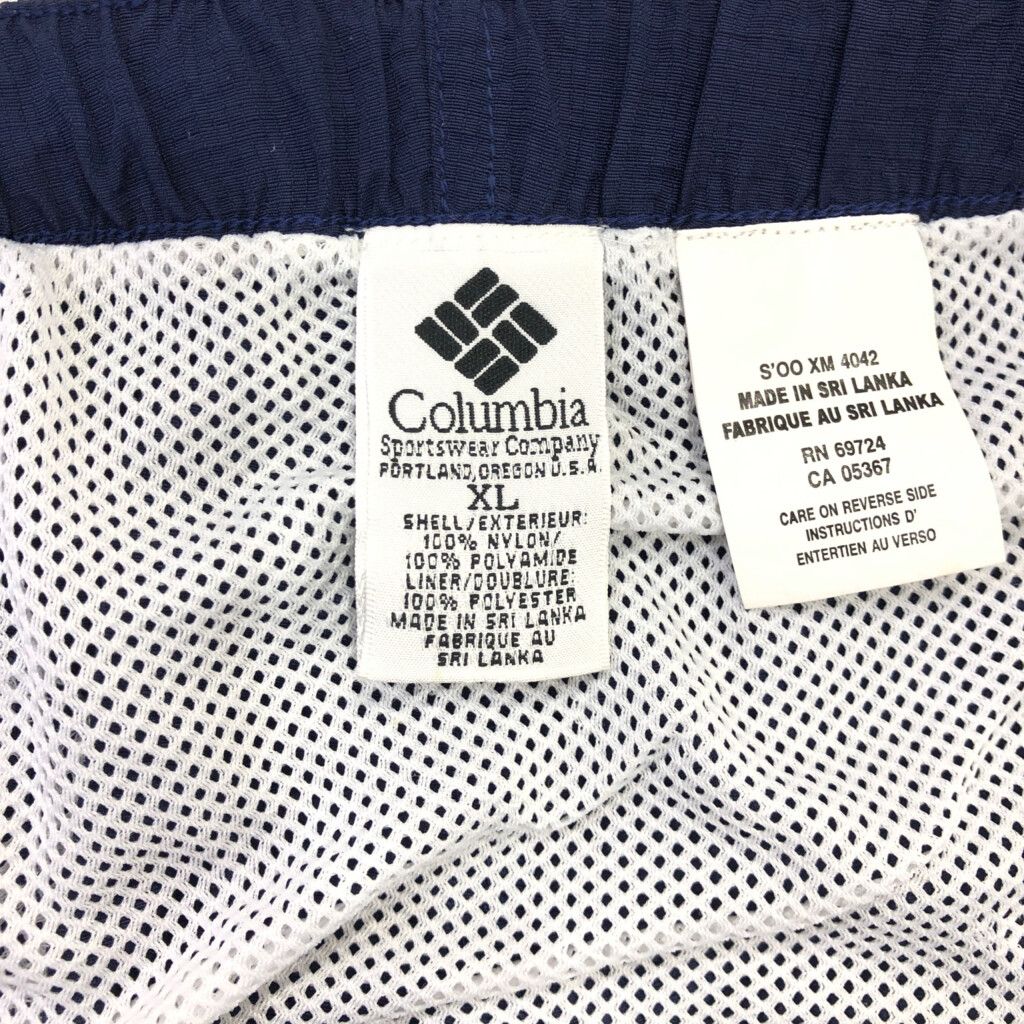 Columbia
Sportswear Company
PORTLAND, OREGON U.S.A.
XL
SHELL/EXTERIEUR:
100% NYLON/
100% POLYAMIDE
LINER/DOUBLURE:
100% POLYESTER
MADE IN SRI LANKA
FABRIQUE AU
SRI LANKA
S'OO XM 4042
MADE IN SRI LANKA
FABRIQUE AU SRI LANKA
RN 69724
CA 05367
CARE ON REVERSE SIDE
INSTRUCTIONS D'
ENTERTIEN AU VERSO